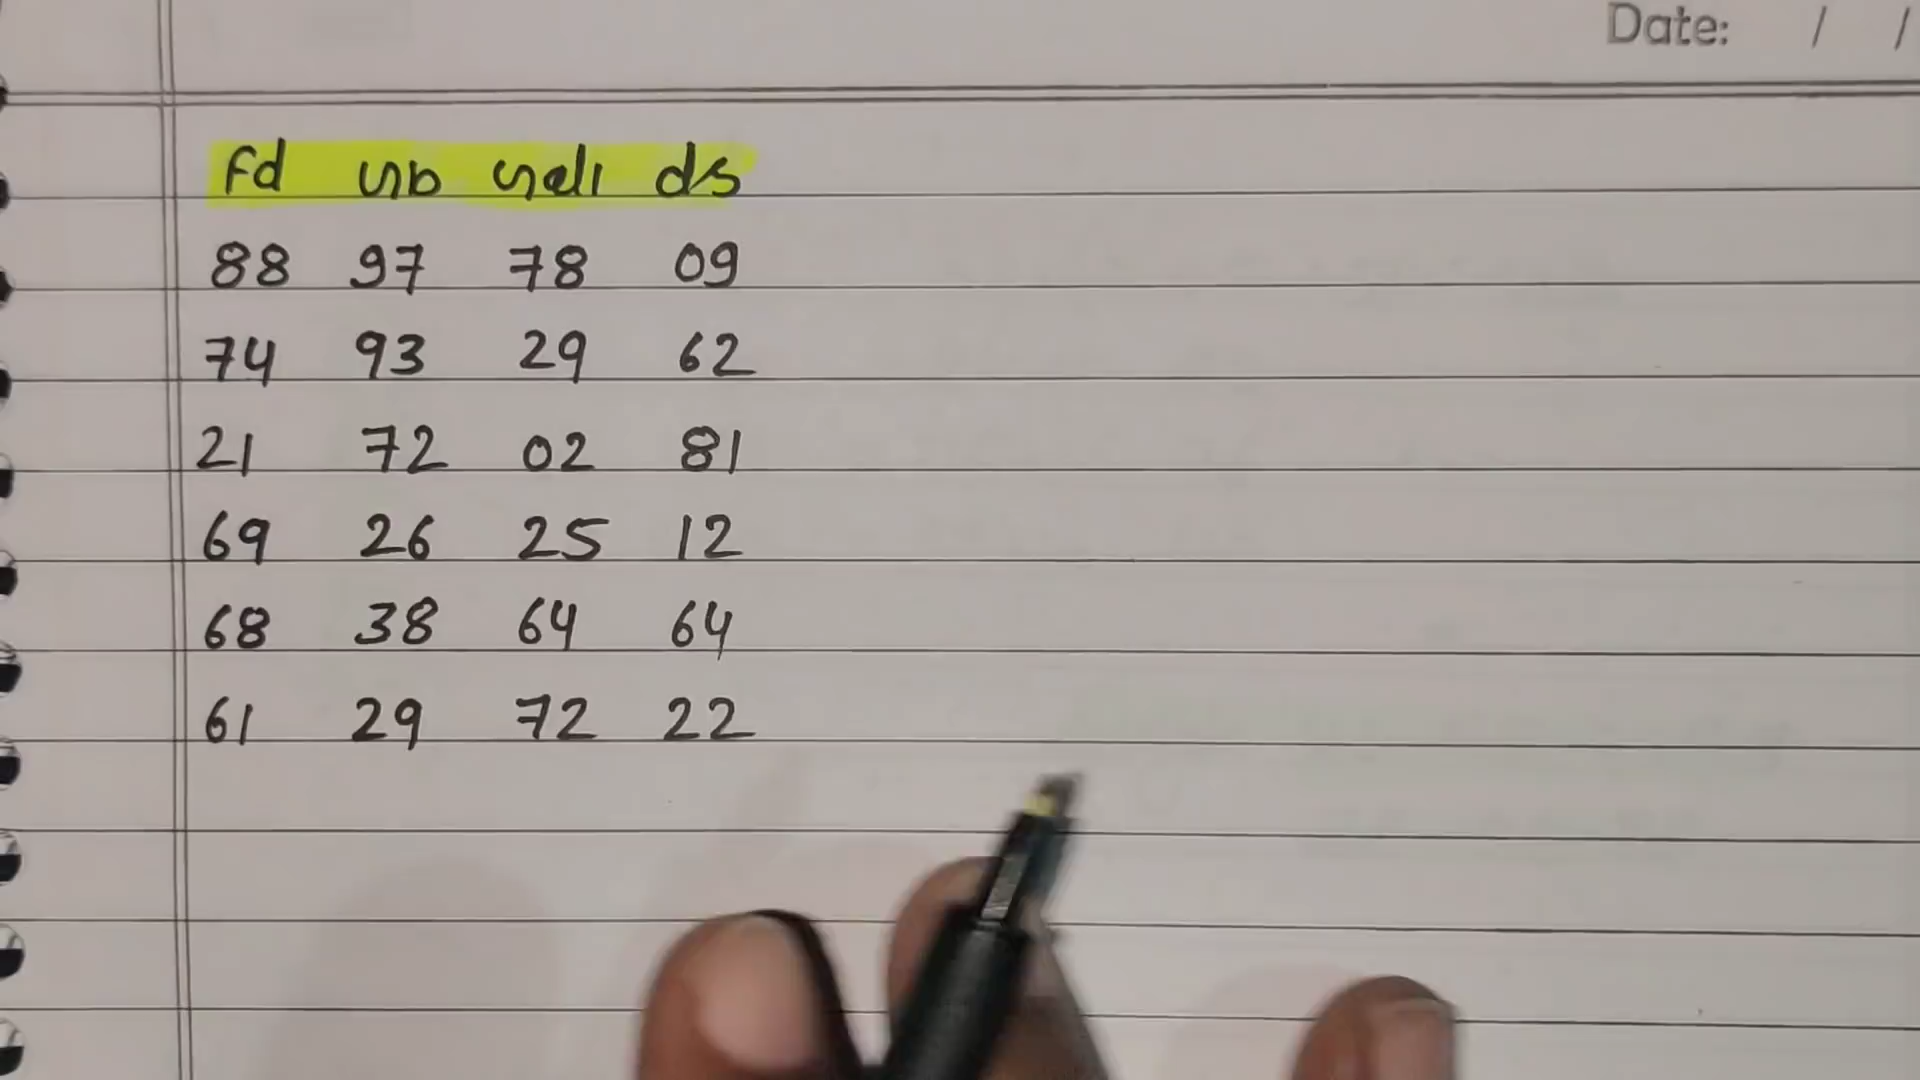 Date: / /
Fd gb gali ds
88 97 78 09
74 93 29 62
21 72 02 81
69 26 25 12
68 38 64 64
61 29 72 22